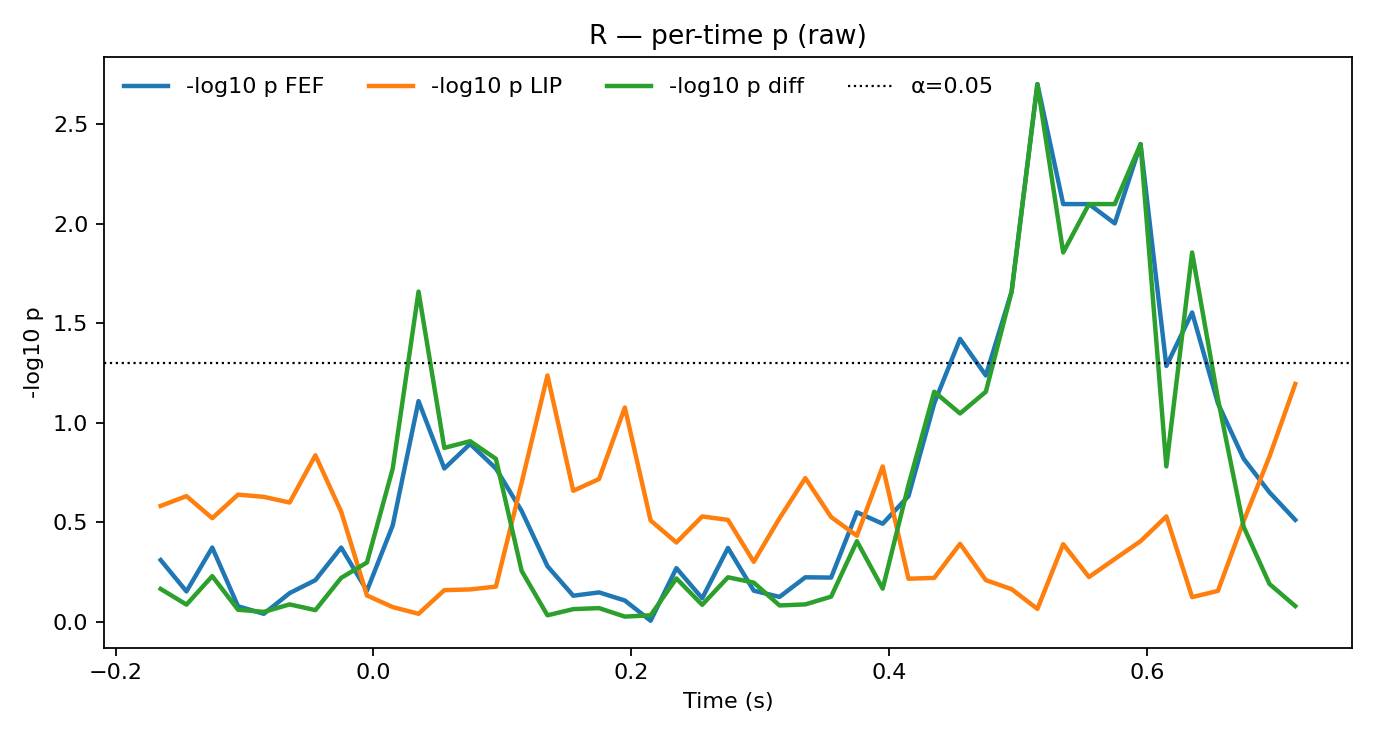 R — per-time p (raw)
-log10 p FEF -log10 p LIP -log10 p diff α=0.05
-log10 p
2.5
2.0
1.5
1.0
0.5
0.0
−0.2 0.0 0.2 0.4 0.6
Time (s)